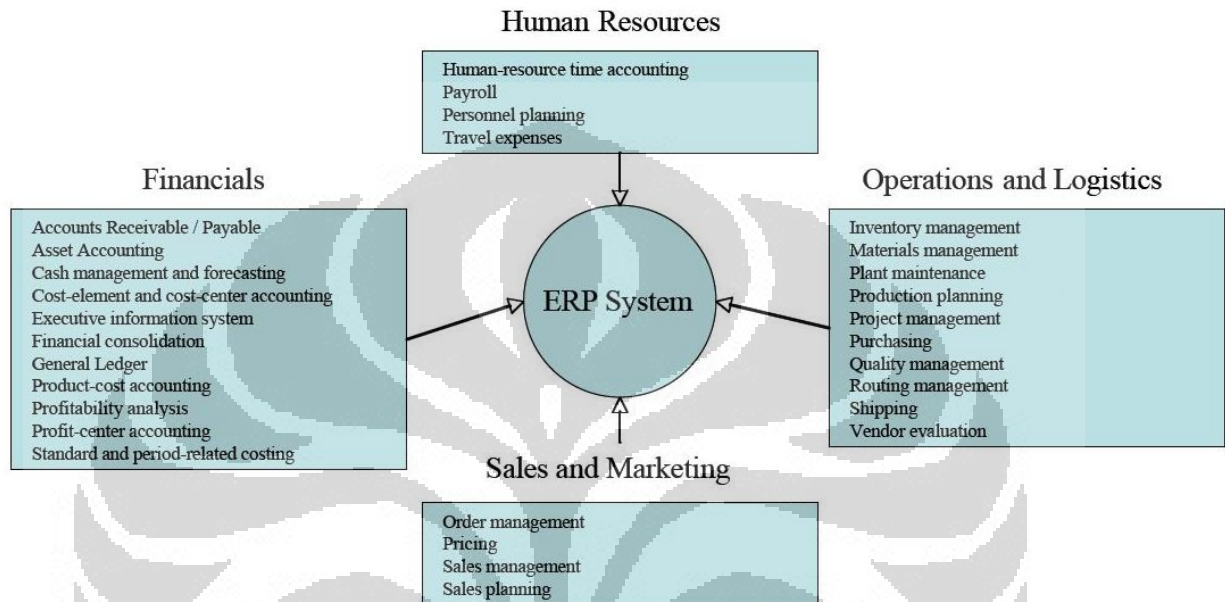 Human Resources
Human-resource time accounting
Payroll
Personnel planning
Travel expenses
Financials
Accounts Receivable / Payable
Asset Accounting
Cash management and forecasting
Cost-element and cost-center accounting
Executive information system
Financial consolidation
General Ledger
Product-cost accounting
Profitability analysis
Profit-center accounting
Standard and period-related costing
ERP System
Operations and Logistics
Inventory management
Materials management
Plant maintenance
Production planning
Project management
Purchasing
Quality management
Routing management
Shipping
Vendor evaluation
Sales and Marketing
Order management
Pricing
Sales management
Sales planning